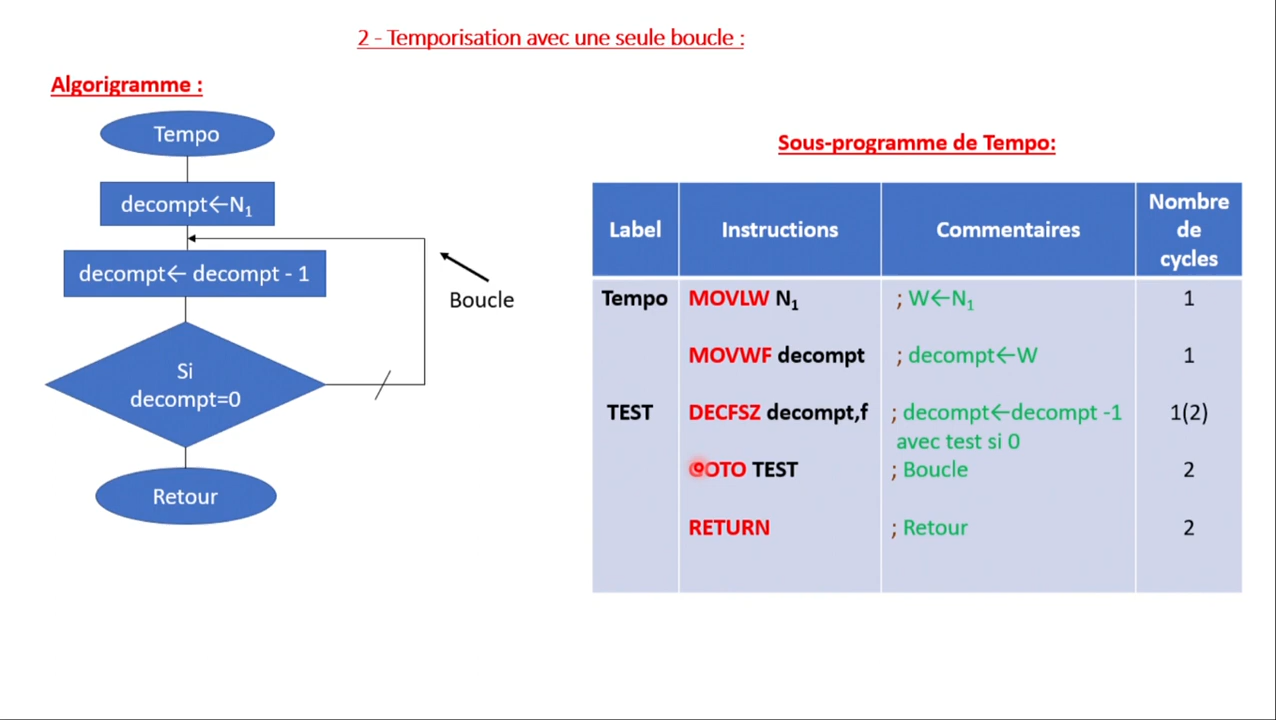 2 - Temporisation avec une seule boucle :
Algorigramme :
Tempo
decompt←N₁
decompt← decompt - 1
Boucle
Si
decompt=0
Retour
Sous-programme de Tempo:
Label Instructions Commentaires Nombre de cycles
Tempo MOVLW N₁ ; W←N₁ 1
MOVWF decompt ; decompt←W 1
TEST DECFSZ decompt,f ; decompt←decompt -1 1(2)
avec test si 0
GOTO TEST ; Boucle 2
RETURN ; Retour 2